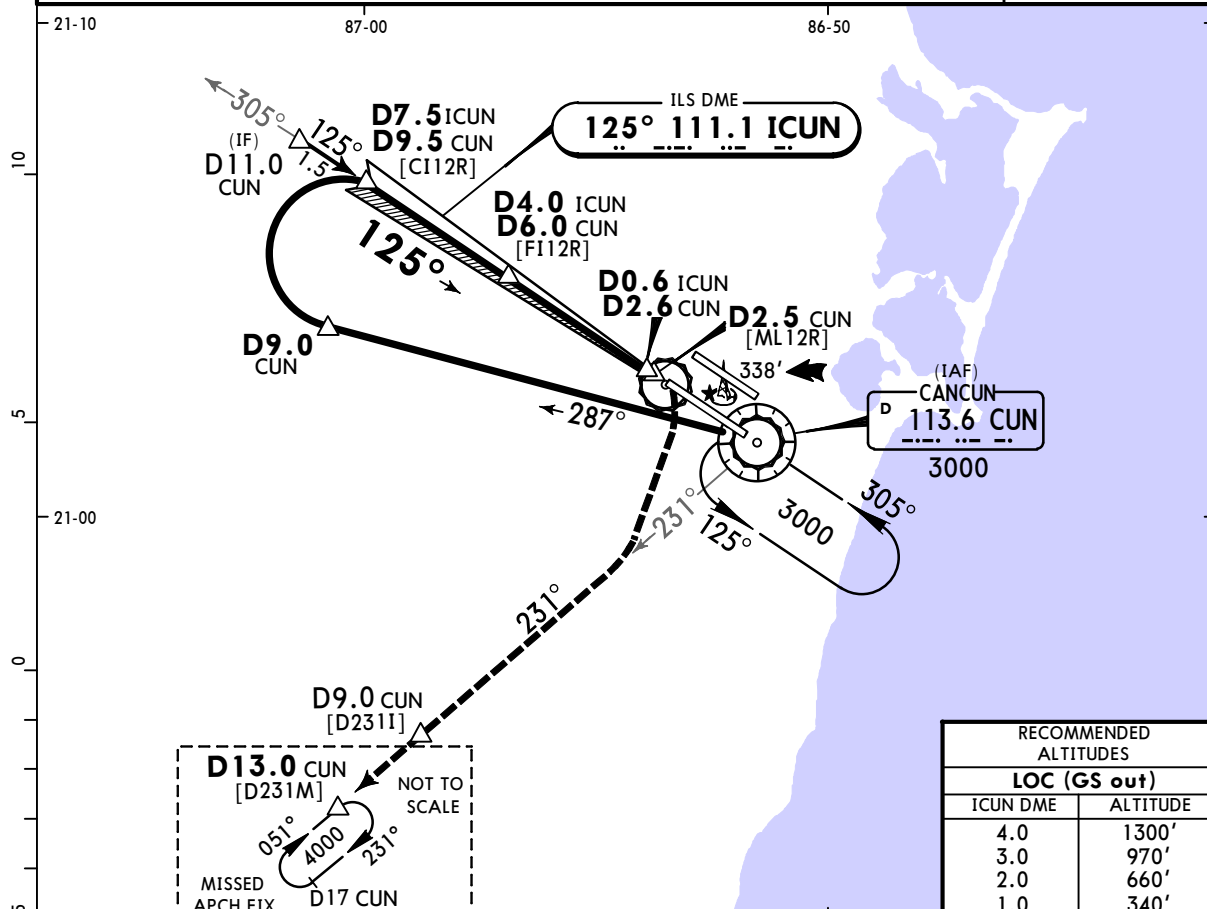 21-10
87-00
86-50
10
5
21-00
0
305°
125°
1.5
(IF)
D11.0
CUN
D7.5 ICUN
D9.5 CUN
[CI12R]
ILS DME
125° 111.1 ICUN
D4.0 ICUN
D6.0 CUN
[FI12R]
125°
D0.6 ICUN
D2.6 CUN
D2.5 CUN
[ML12R]
338'
D9.0
CUN
287°
(IAF)
CANCUN
D
113.6 CUN
3000
305°
3000
125°
231°
231°
D9.0 CUN
[D231I]
D13.0 CUN
[D231M]
NOT TO
SCALE
051°
4000
231°
MISSED
APCH FIX
D17 CUN
RECOMMENDED
ALTITUDES
LOC (GS out)
ICUN DME ALTITUDE
4.0 1300'
3.0 970'
2.0 660'
1.0 340'